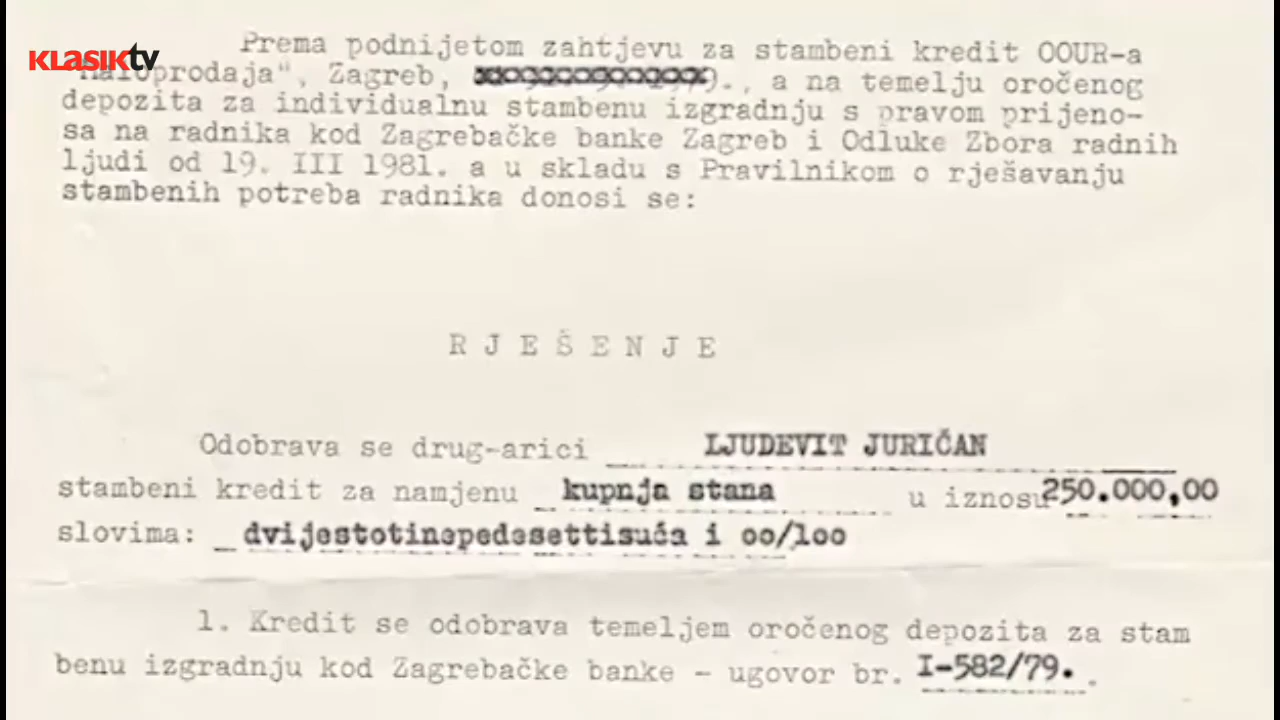 KLASIK tv
Prema podnijetom zahtjevu za stambeni kredit OOUR-a
"Maloprodaja", Zagreb, ., a na temelju oročenog
depozita za individualnu stambenu izgradnju s pravom prijeno-
sa na radnika kod Zagrebačke banke Zagreb i Odluke Zbora radnih
ljudi od 19. III 1981. a u skladu s Pravilnikom o rješavanju
stambenih potreba radnika donosi se:
R J E Š E N J E
Odobrava se drug-arici LJUDEVIT JURIČAN
stambeni kredit za namjenu kupnja stana u iznosu 250.000,00
slovima: dvijestotinepedesettisuća i oo/loo
1. Kredit se odobrava temeljem oročenog depozita za stam
benu izgradnju kod Zagrebačke banke - ugovor br. I-582/79.